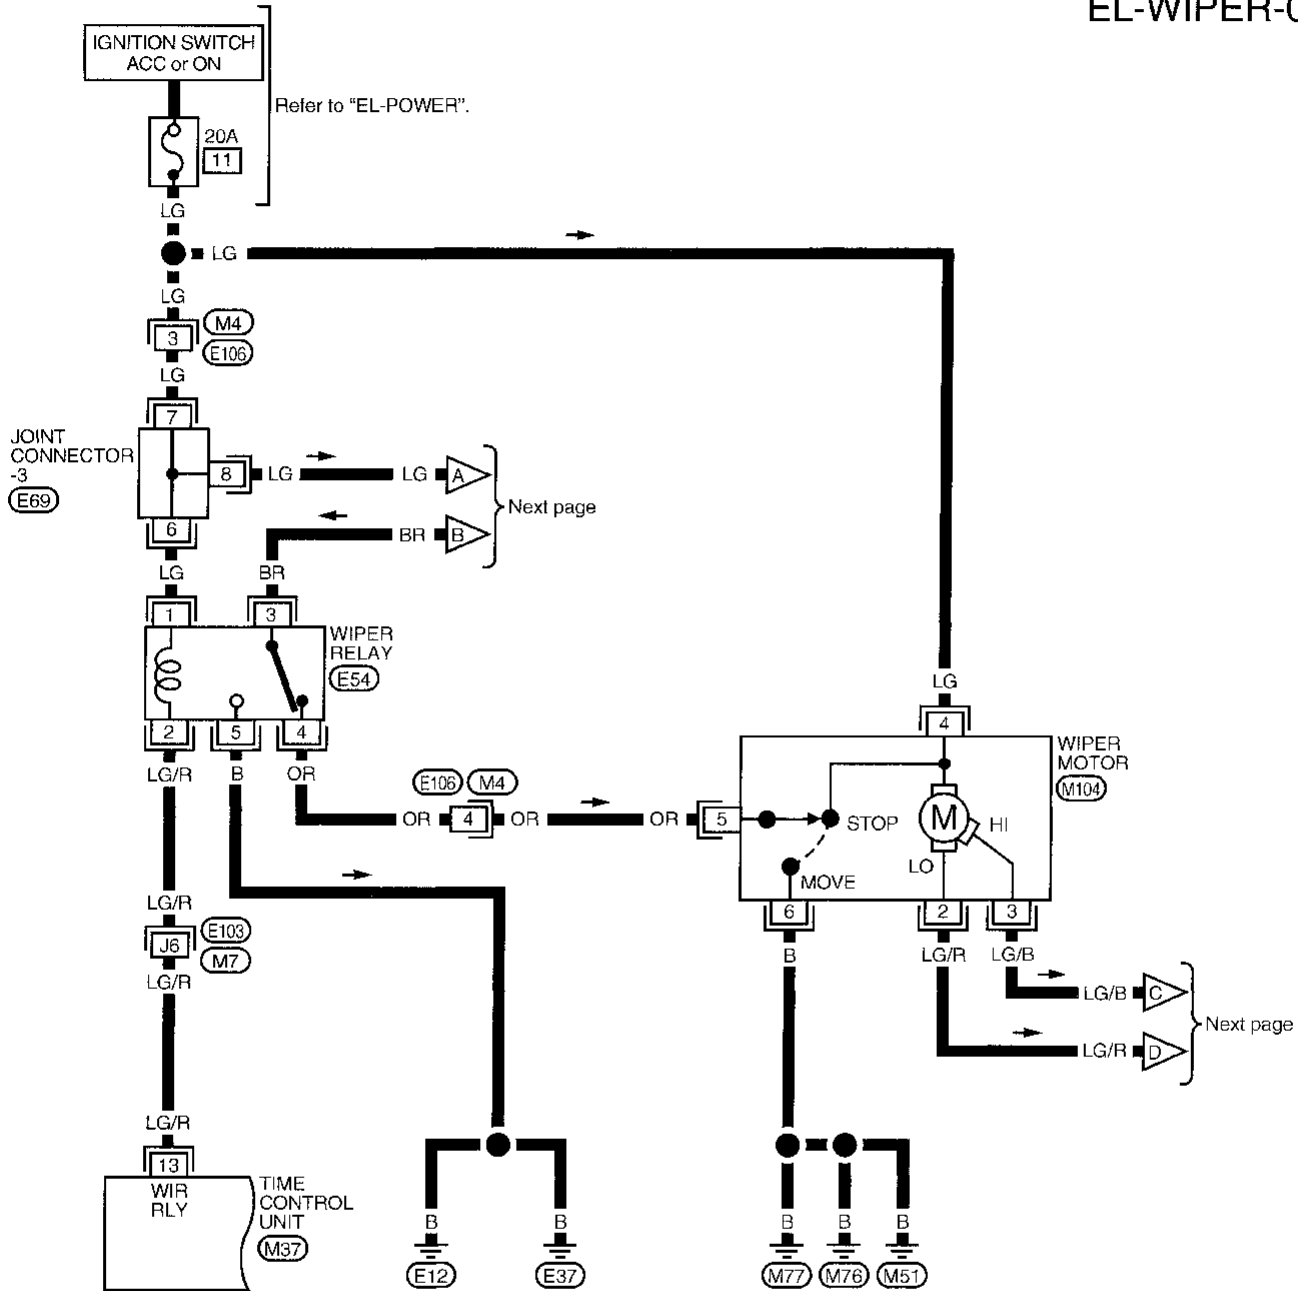 EL-WIPER-0
IGNITION SWITCH
ACC or ON
Refer to “EL-POWER”.
20A
11
LG
LG
LG
M4
3
E106
LG
7
JOINT
CONNECTOR
-3
E69
8
LG
LG
A
Next page
6
BR
B
LG
BR
1
3
WIPER
RELAY
E54
2
5
4
LG/R
B
OR
E106
M4
OR
4
OR
OR
5
LG
4
WIPER
MOTOR
M104
STOP
M
HI
LO
MOVE
6
2
3
B
LG/R
LG/B
LG/B
C
Next page
LG/R
D
LG/R
E103
J6
M7
LG/R
LG/R
13
WIR
RLY
TIME
CONTROL
UNIT
M37
B
B
B
B
B
E12
E37
M77
M76
M51